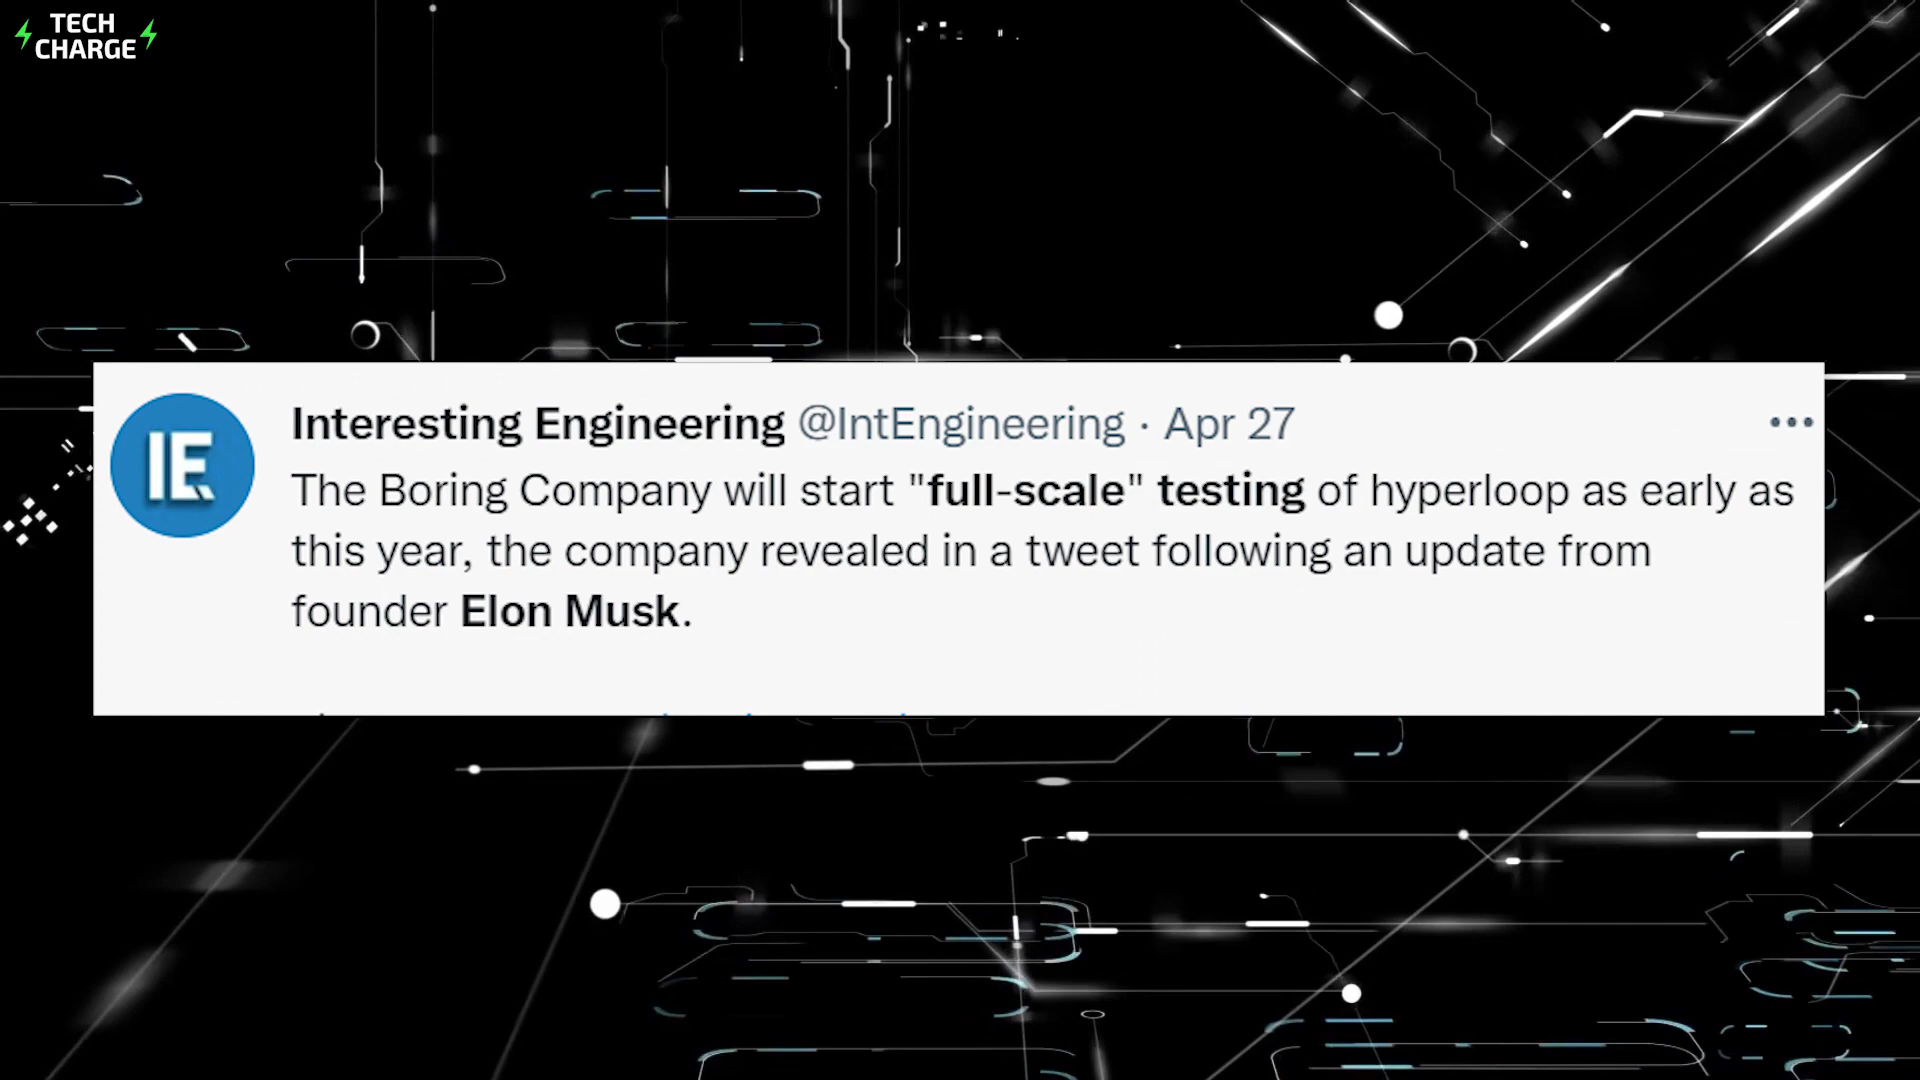 TECH
CHARGE
IE
Interesting Engineering @IntEngineering · Apr 27
The Boring Company will start "full-scale" testing of hyperloop as early as
this year, the company revealed in a tweet following an update from
founder Elon Musk.